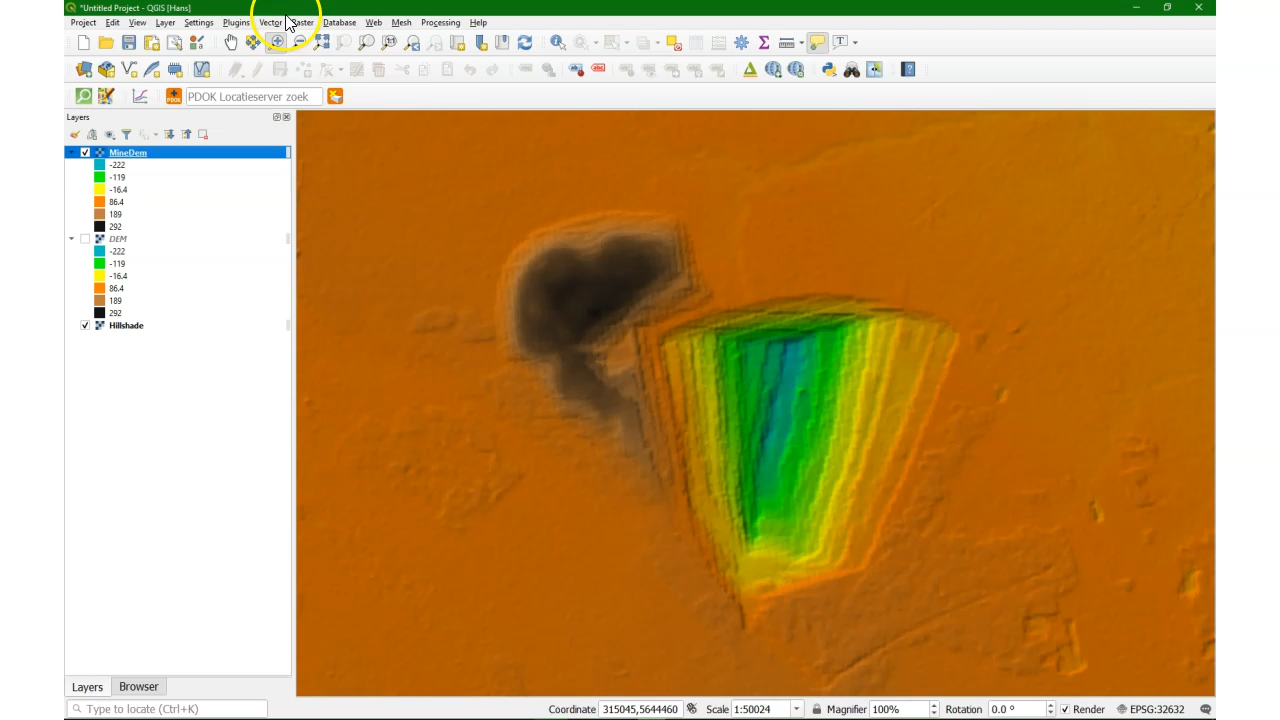 *Untitled Project - QGIS [Hans]
Project Edit View Layer Settings Plugins Vector Raster Database Web Mesh Processing Help
PDOK PDOK Locatieserver zoek
Layers
MineDem
-222
-119
-16.4
86.4
189
292
DEM
-222
-119
-16.4
86.4
189
292
Hillshade
Layers Browser
Type to locate (Ctrl+K) Coordinate 315045,5644460 Scale 1:50024 Magnifier 100% Rotation 0.0 ° Render EPSG:32632